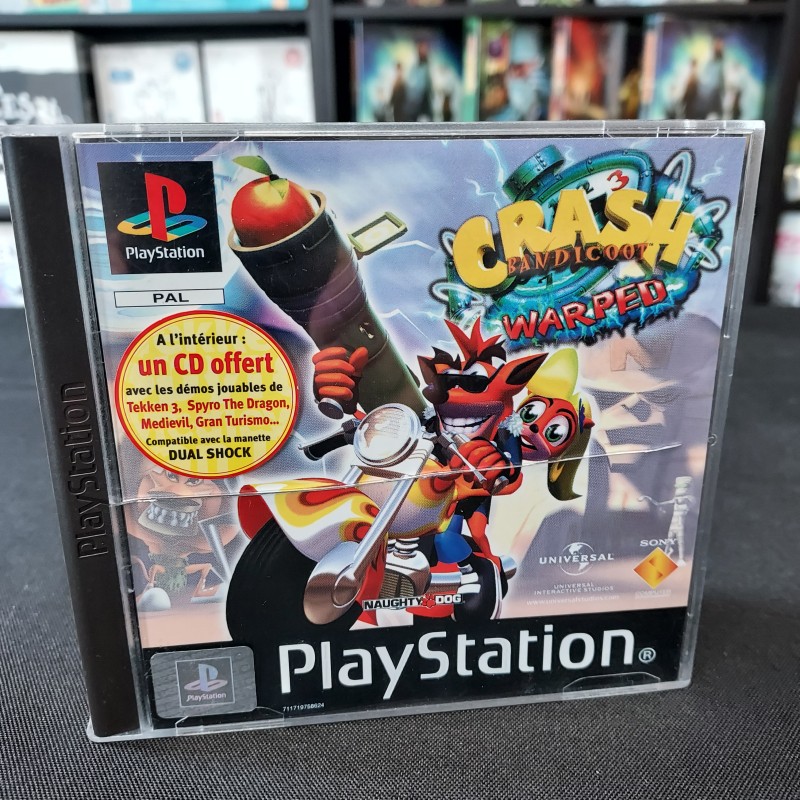 PlayStation
PAL
A l'intérieur :
un CD offert
avec les démos jouables de
Tekken 3, Spyro The Dragon,
Medievil, Gran Turismo...
Compatible avec la manette
DUAL SHOCK
CRASH
3
BANDICOOT
WARPED
PlayStation
NAUGHTY DOG
UNIVERSAL
UNIVERSAL
INTERACTIVE STUDIOS
SONY
PlayStation®
PlayStation
711719768624